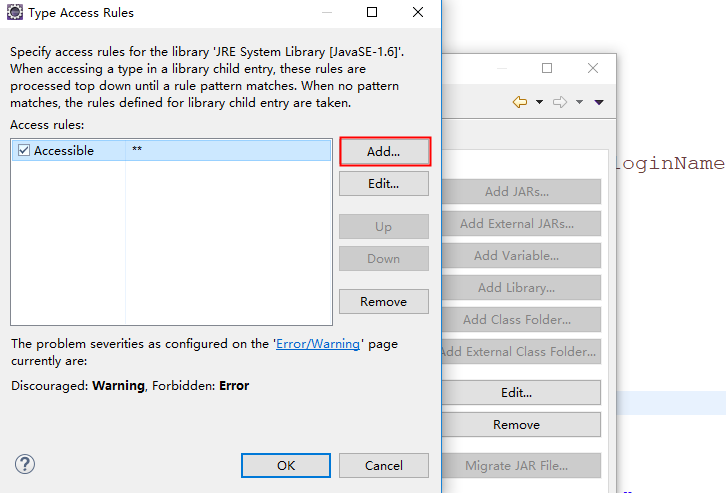 Type Access Rules
Specify access rules for the library 'JRE System Library [JavaSE-1.6]'.
When accessing a type in a library child entry, these rules are
processed top down until a rule pattern matches. When no pattern
matches, the rules defined for library child entry are taken.
Access rules:
Accessible **
Add...
Edit...
Up
Down
Remove
The problem severities as configured on the 'Error/Warning' page
currently are:
Discouraged: Warning, Forbidden: Error
OK
Cancel
Add JARs...
Add External JARs...
Add Variable...
Add Library...
Add Class Folder...
Add External Class Folder...
Edit...
Remove
Migrate JAR File...
loginName